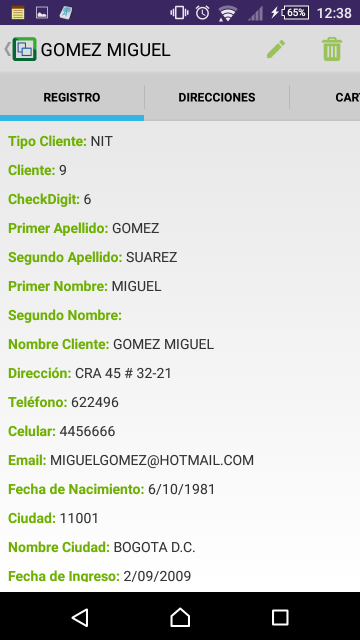 65% 12:38
GOMEZ MIGUEL
REGISTRO DIRECCIONES CAR
Tipo Cliente: NIT
Cliente: 9
CheckDigit: 6
Primer Apellido: GOMEZ
Segundo Apellido: SUAREZ
Primer Nombre: MIGUEL
Segundo Nombre:
Nombre Cliente: GOMEZ MIGUEL
Dirección: CRA 45 # 32-21
Teléfono: 622496
Celular: 4456666
Email: MIGUELGOMEZ@HOTMAIL.COM
Fecha de Nacimiento: 6/10/1981
Ciudad: 11001
Nombre Ciudad: BOGOTA D.C.
Fecha de Ingreso: 2/09/2009